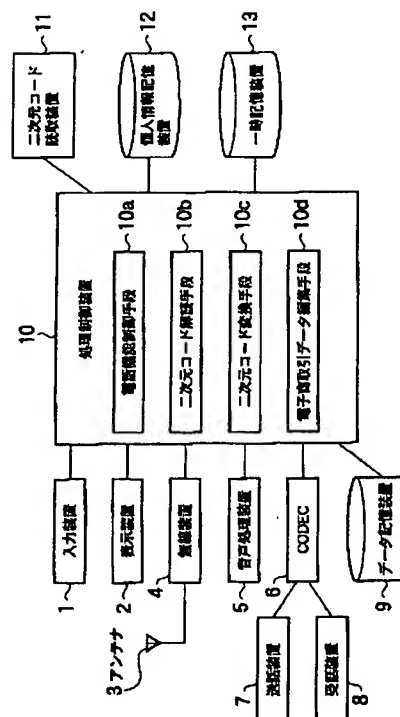 10
処理制御装置
電話機能制御手段
10a
二次元コード解読手段
10b
二次元コード変換手段
10c
電子商取引データ編集手段
10d
1
入力装置
2
表示装置
3 アンテナ
4
無線装置
5
音声処理装置
6
CODEC
7
送話装置
8
受話装置
9
データ記憶装置
11
二次元コード
読取装置
12
個人情報記憶
装置
13
一時記憶装置